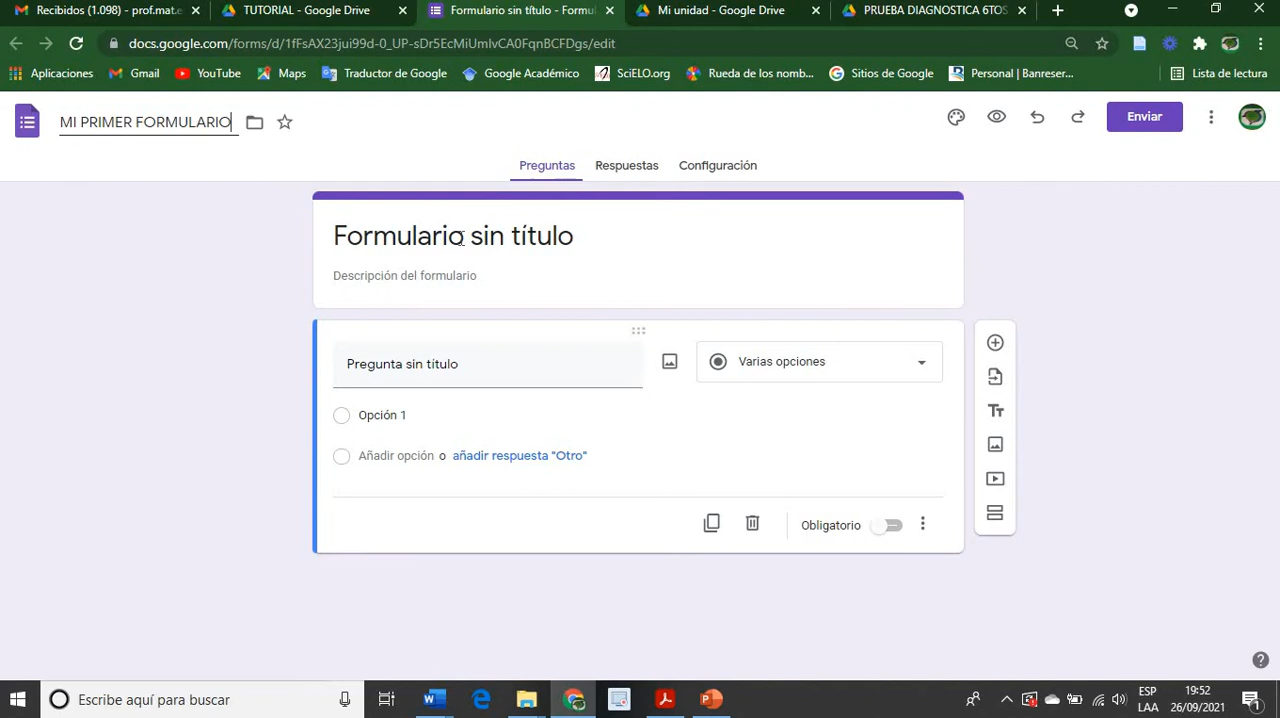 Recibidos (1.098) - prof.mat.e
TUTORIAL - Google Drive
Formulario sin título - Formul
Mi unidad - Google Drive
PRUEBA DIAGNOSTICA 6TOS
docs.google.com/forms/d/1fFsAX23jui99d-0_UP-sDr5EcMiUmlvCA0FqnBCFDgs/edit
Aplicaciones
Gmail
YouTube
Maps
Traductor de Google
Google Académico
SciELO.org
Rueda de los nomb...
Sitios de Google
Personal | Banreser...
Lista de lectura
MI PRIMER FORMULARIO
Enviar
Preguntas
Respuestas
Configuración
Formulario sin título
Descripción del formulario
Pregunta sin título
Varias opciones
Opción 1
Añadir opción o añadir respuesta "Otro"
Obligatorio
Escribe aquí para buscar
ESP
LAA
19:52
26/09/2021